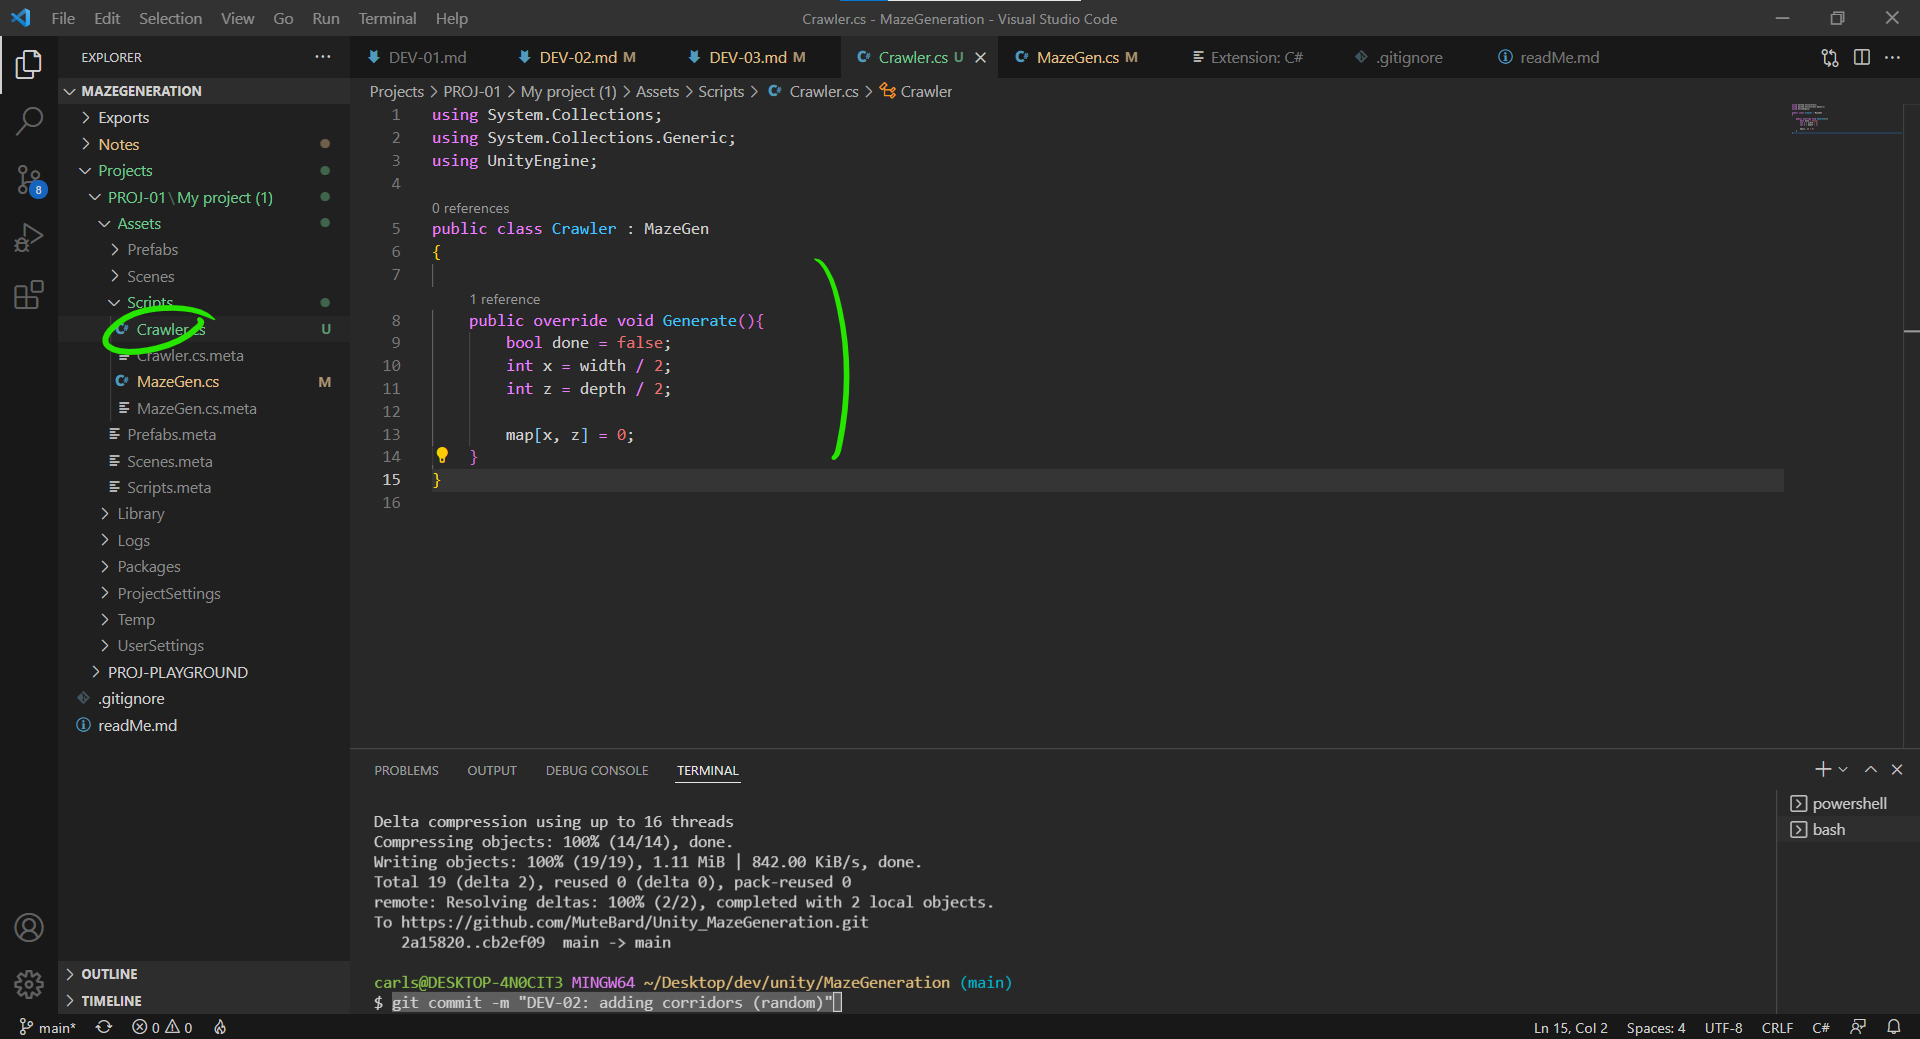 File Edit Selection View Go Run Terminal Help
Crawler.cs - MazeGeneration - Visual Studio Code
EXPLORER
DEV-01.md
DEV-02.md M
DEV-03.md M
Crawler.cs U
MazeGen.cs M
Extension: C#
.gitignore
readMe.md
MAZEGENERATION
Exports
Notes
Projects
PROJ-01 \ My project (1)
Assets
Prefabs
Scenes
Scripts
Crawler.cs U
Crawler.cs.meta
MazeGen.cs M
MazeGen.cs.meta
Prefabs.meta
Scenes.meta
Scripts.meta
Library
Logs
Packages
ProjectSettings
Temp
UserSettings
PROJ-PLAYGROUND
.gitignore
readMe.md
OUTLINE
TIMELINE
8
Projects > PROJ-01 > My project (1) > Assets > Scripts > Crawler.cs > Crawler
1 using System.Collections;
2 using System.Collections.Generic;
3 using UnityEngine;
4
0 references
5 public class Crawler : MazeGen
6 {
7
1 reference
8 public override void Generate(){
9 bool done = false;
10 int x = width / 2;
11 int z = depth / 2;
12
13 map[x, z] = 0;
14 }
15 }
16
PROBLEMS OUTPUT DEBUG CONSOLE TERMINAL
Delta compression using up to 16 threads
Compressing objects: 100% (14/14), done.
Writing objects: 100% (19/19), 1.11 MiB | 842.00 KiB/s, done.
Total 19 (delta 2), reused 0 (delta 0), pack-reused 0
remote: Resolving deltas: 100% (2/2), completed with 2 local objects.
To https://github.com/MuteBard/Unity_MazeGeneration.git
2a15820..cb2ef09 main -> main
carls@DESKTOP-4N0CIT3 MINGW64 ~/Desktop/dev/unity/MazeGeneration (main)
$ git commit -m "DEV-02: adding corridors (random)"
powershell
bash
main* 0 0
Ln 15, Col 2 Spaces: 4 UTF-8 CRLF C#